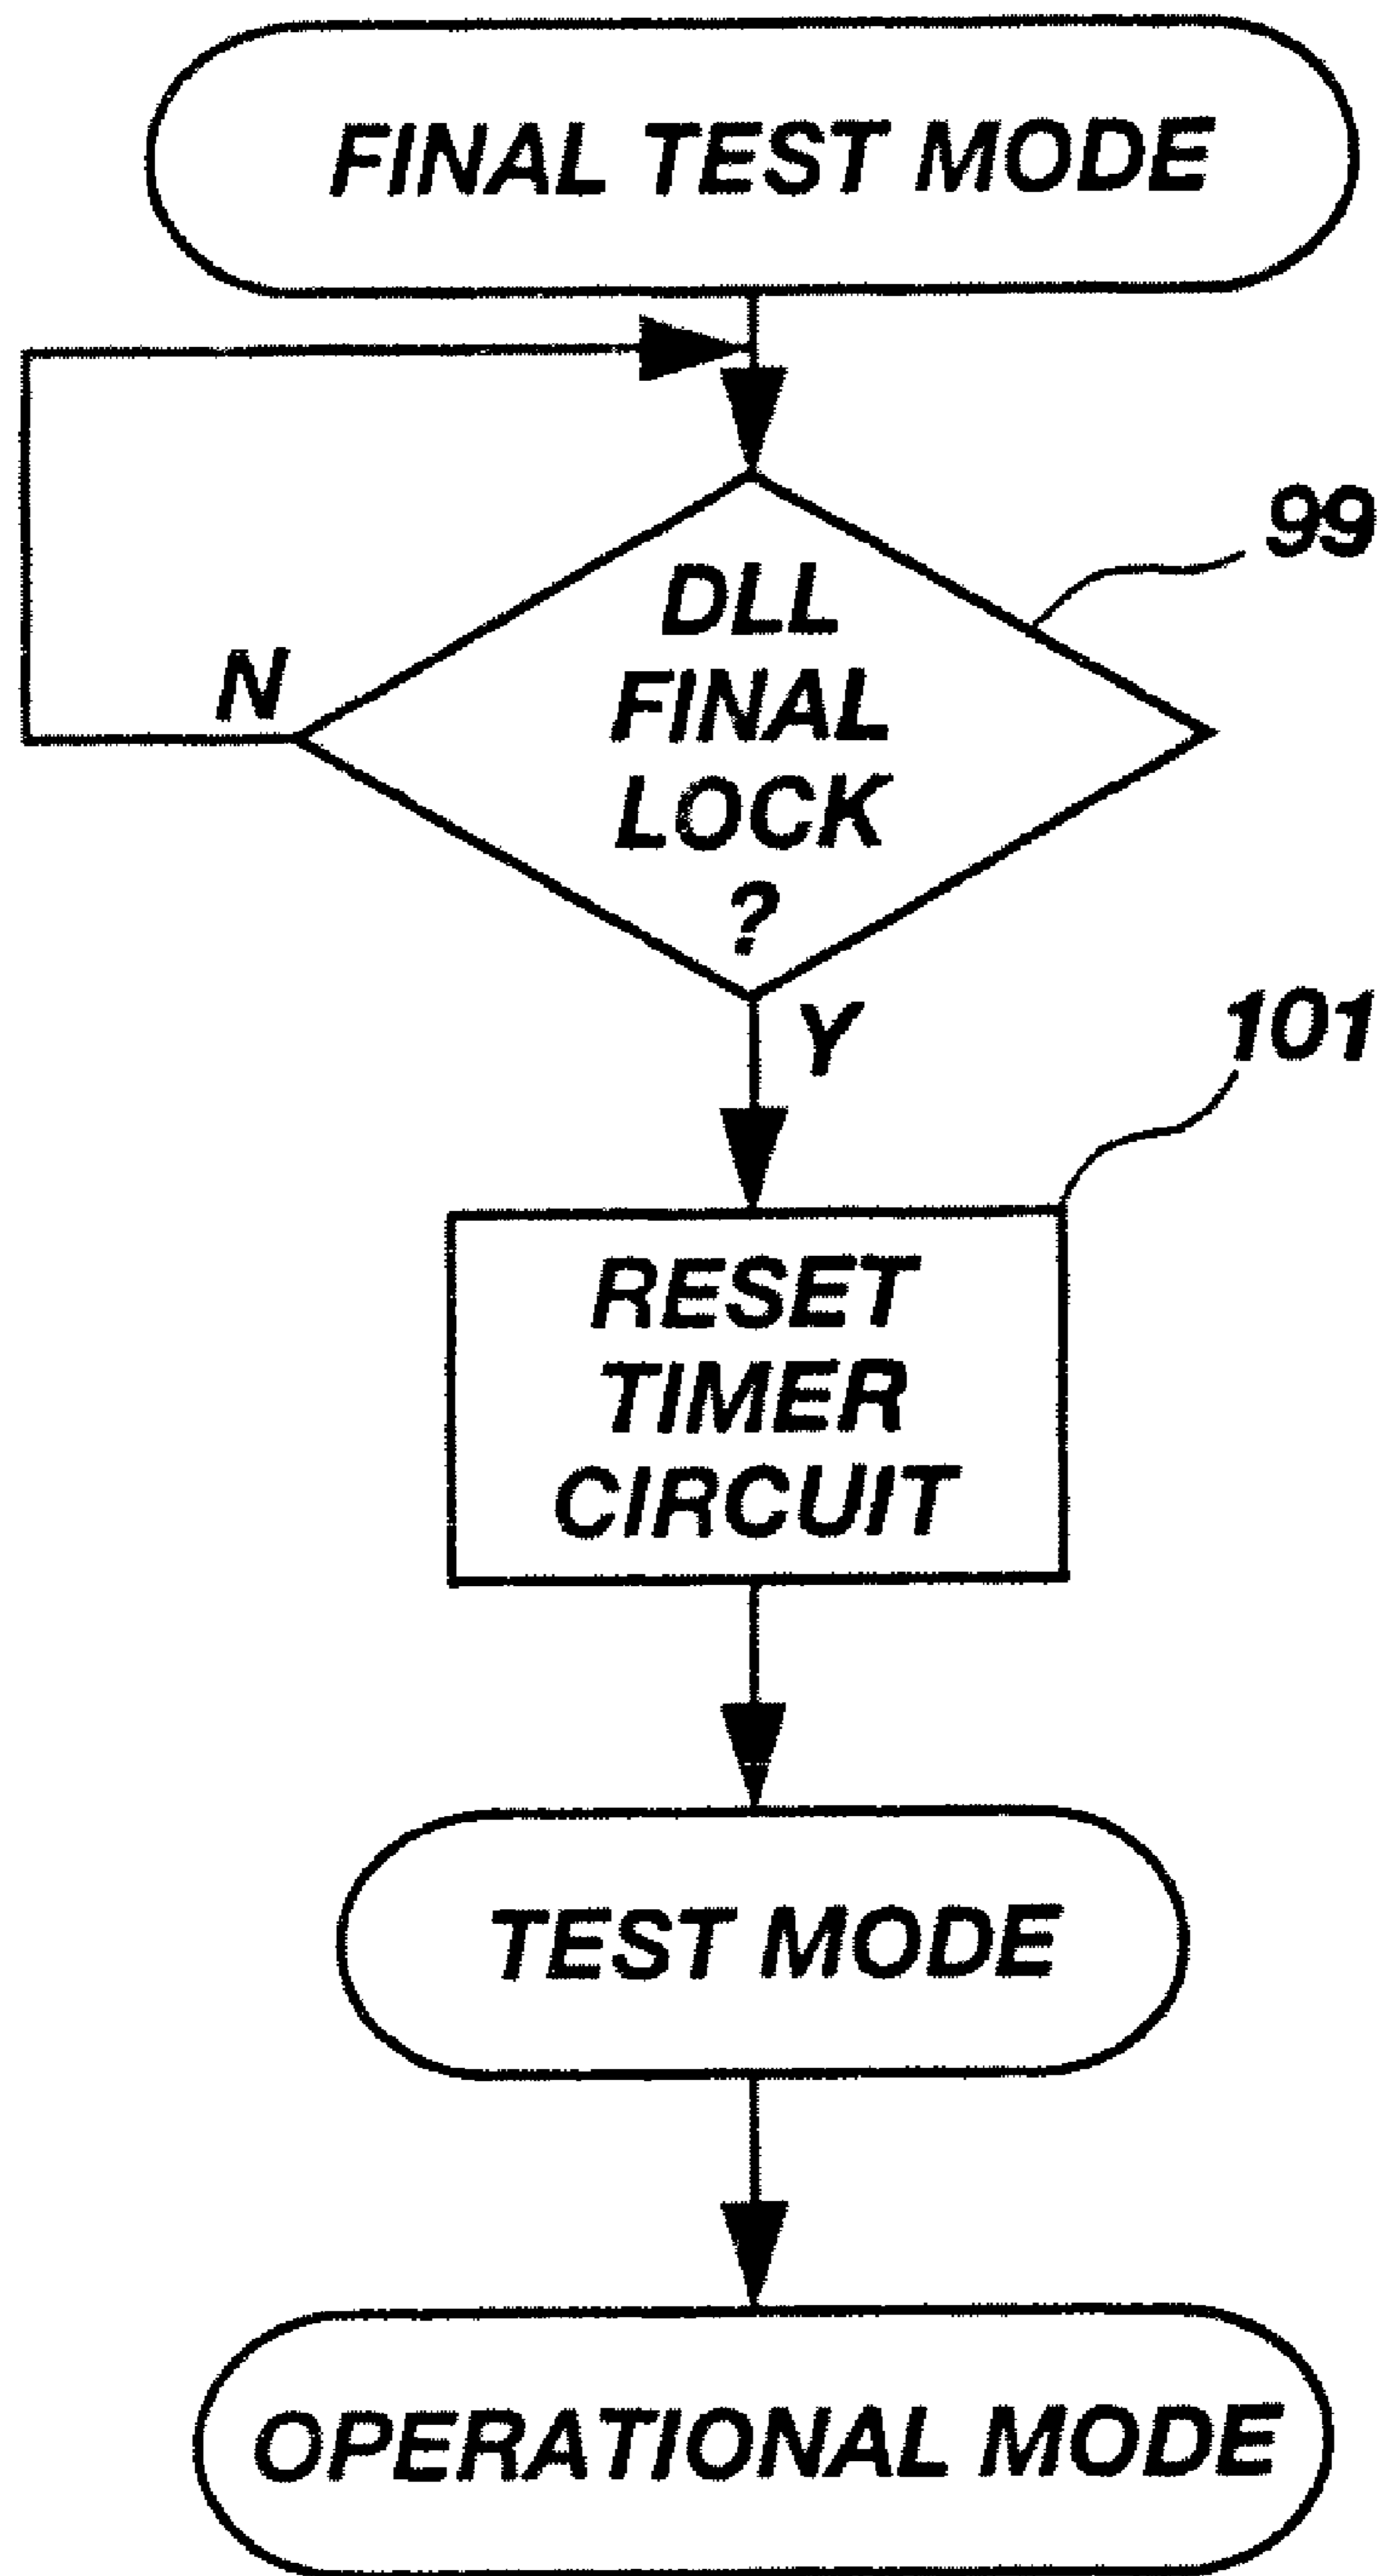 FINAL TEST MODE
99
DLL
FINAL
LOCK
?
N
Y
101
RESET
TIMER
CIRCUIT
TEST MODE
OPERATIONAL MODE